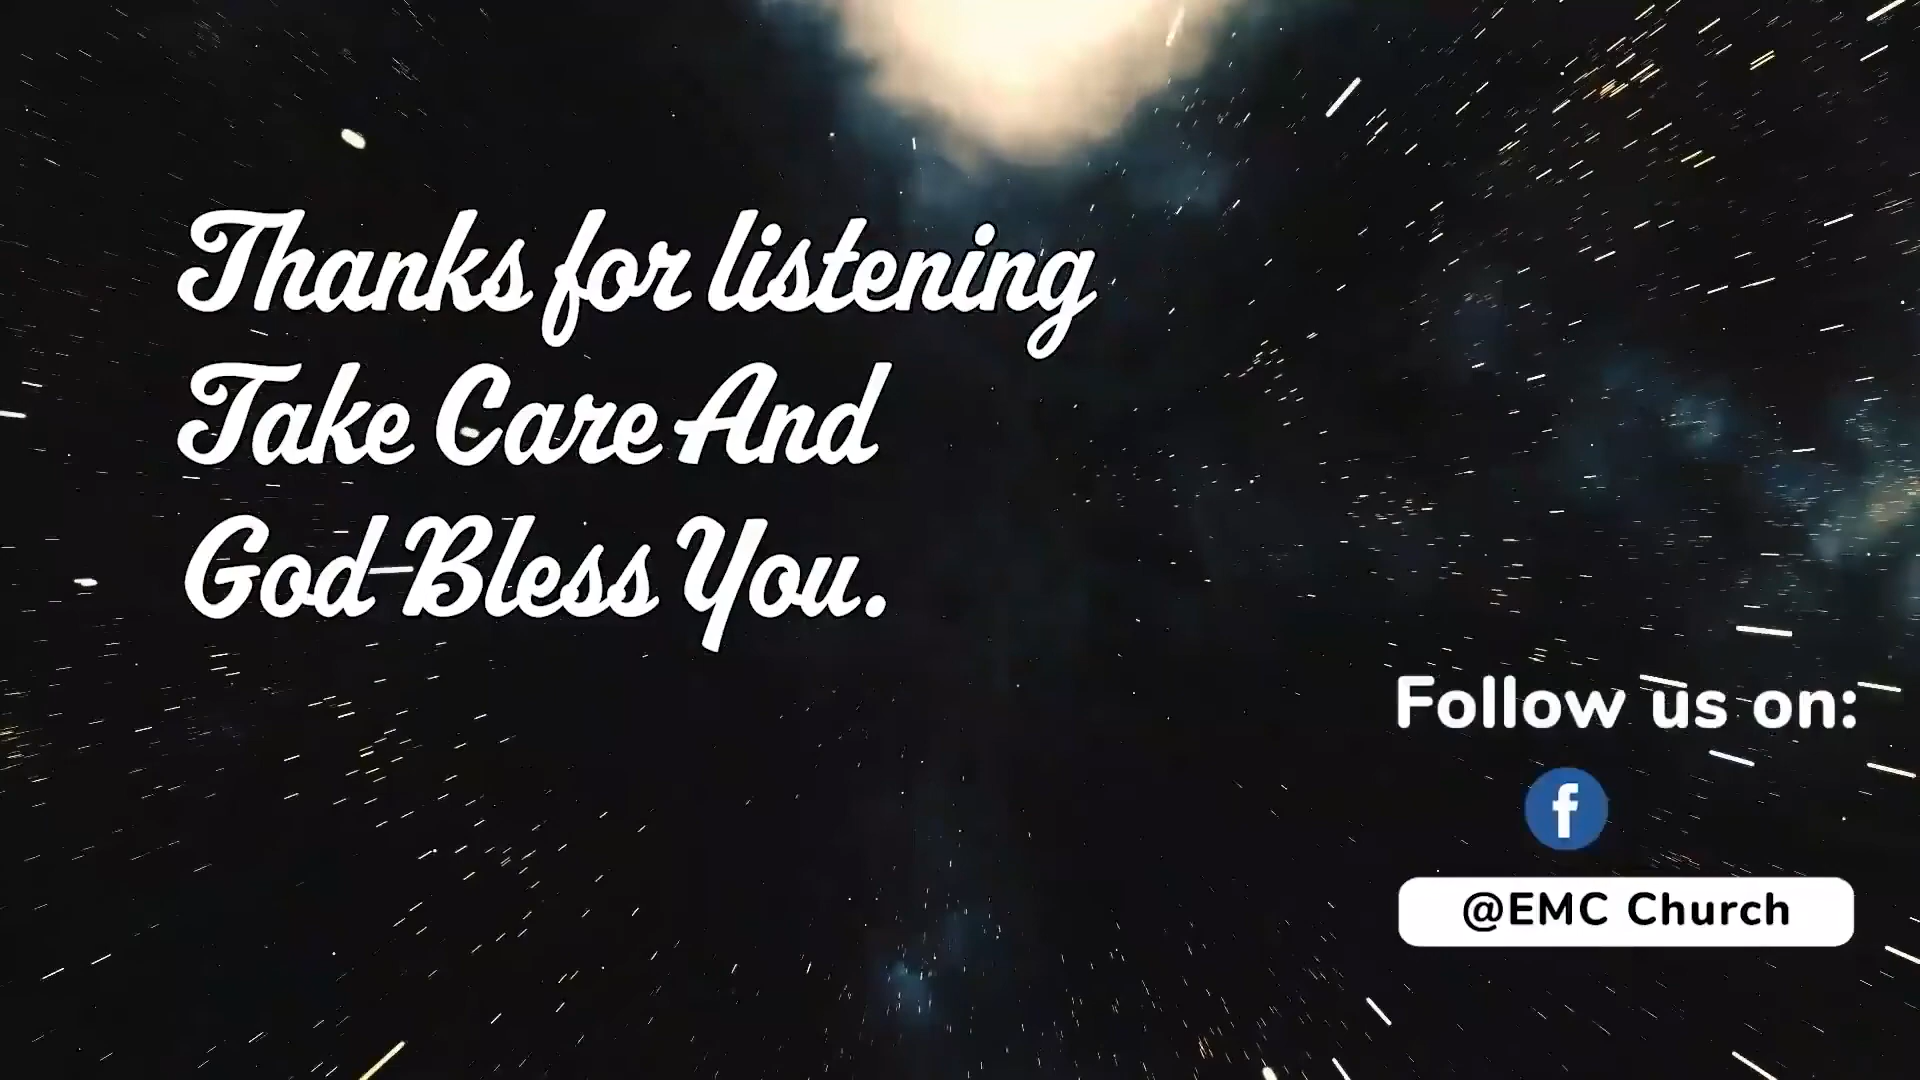 Thanks for listening
Take Care And
God Bless You.
Follow us on:
f
@EMC Church